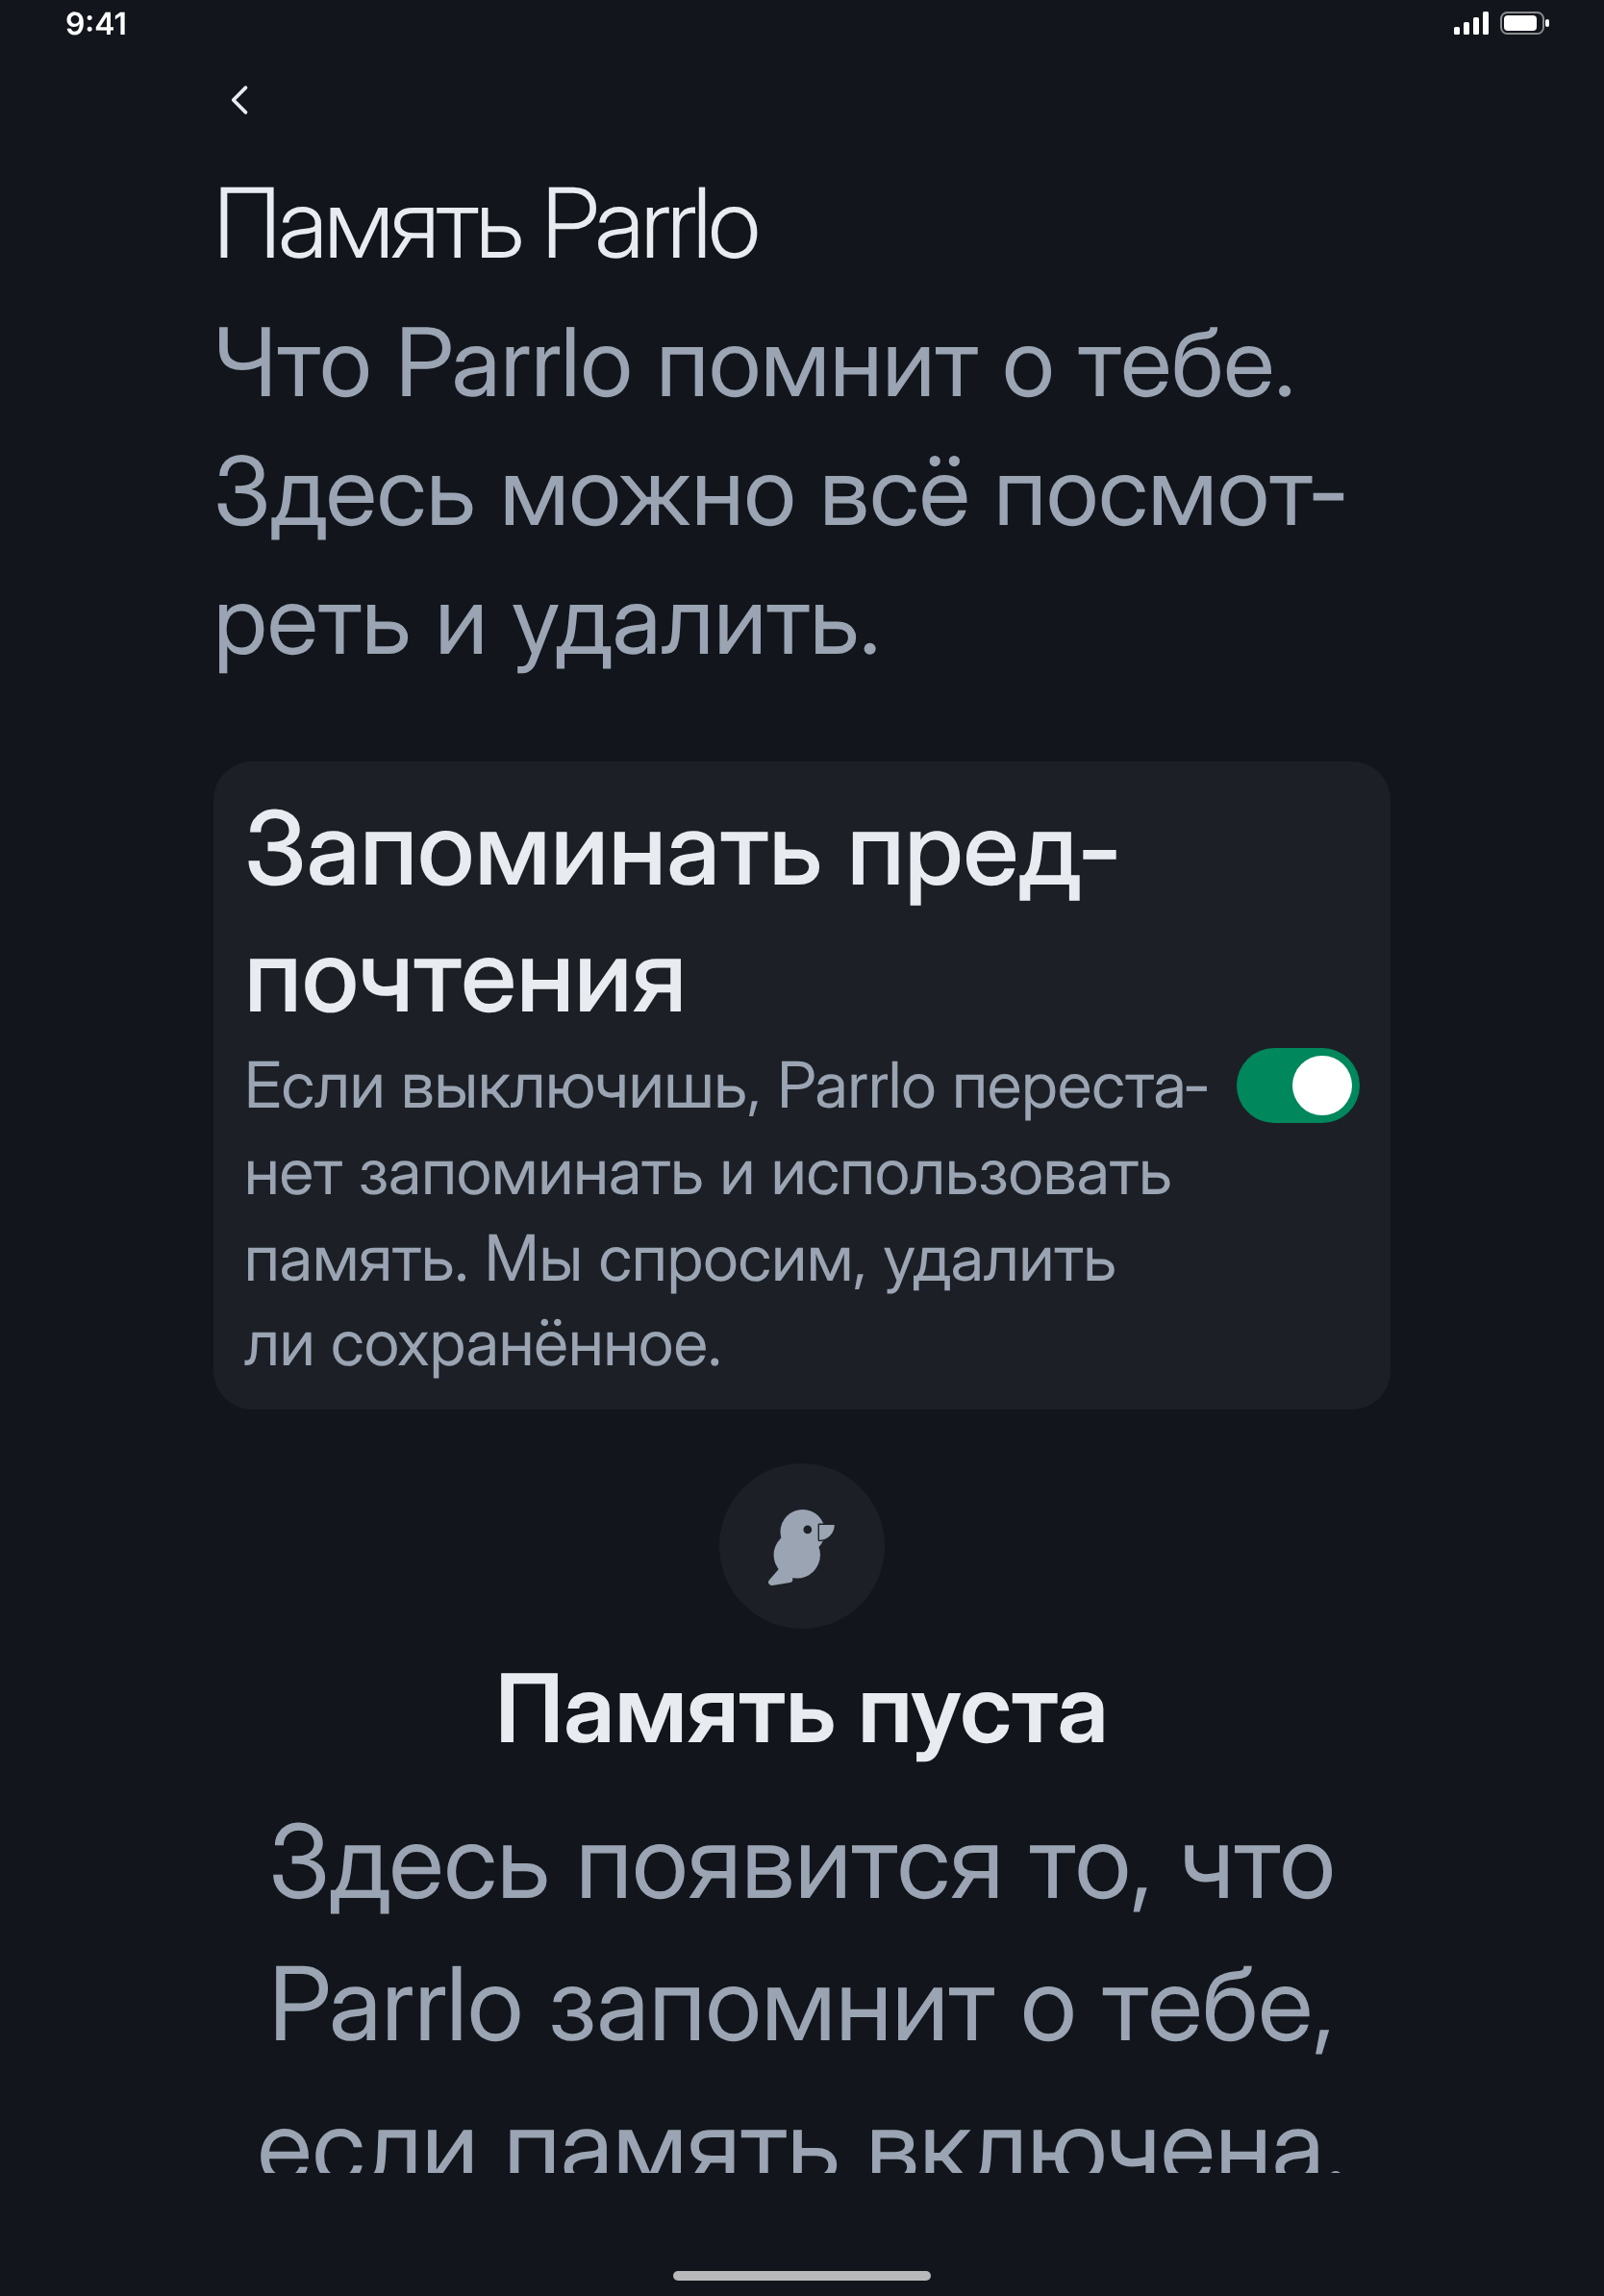 9:41
Память Parrlo
Что Parrlo помнит о тебе.
Здесь можно всё посмот-
реть и удалить.
Запоминать пред-
почтения
Если выключишь, Parrlo переста-
нет запоминать и использовать
память. Мы спросим, удалить
ли сохранённое.
Память пуста
Здесь появится то, что
Parrlo запомнит о тебе,
если память включена.